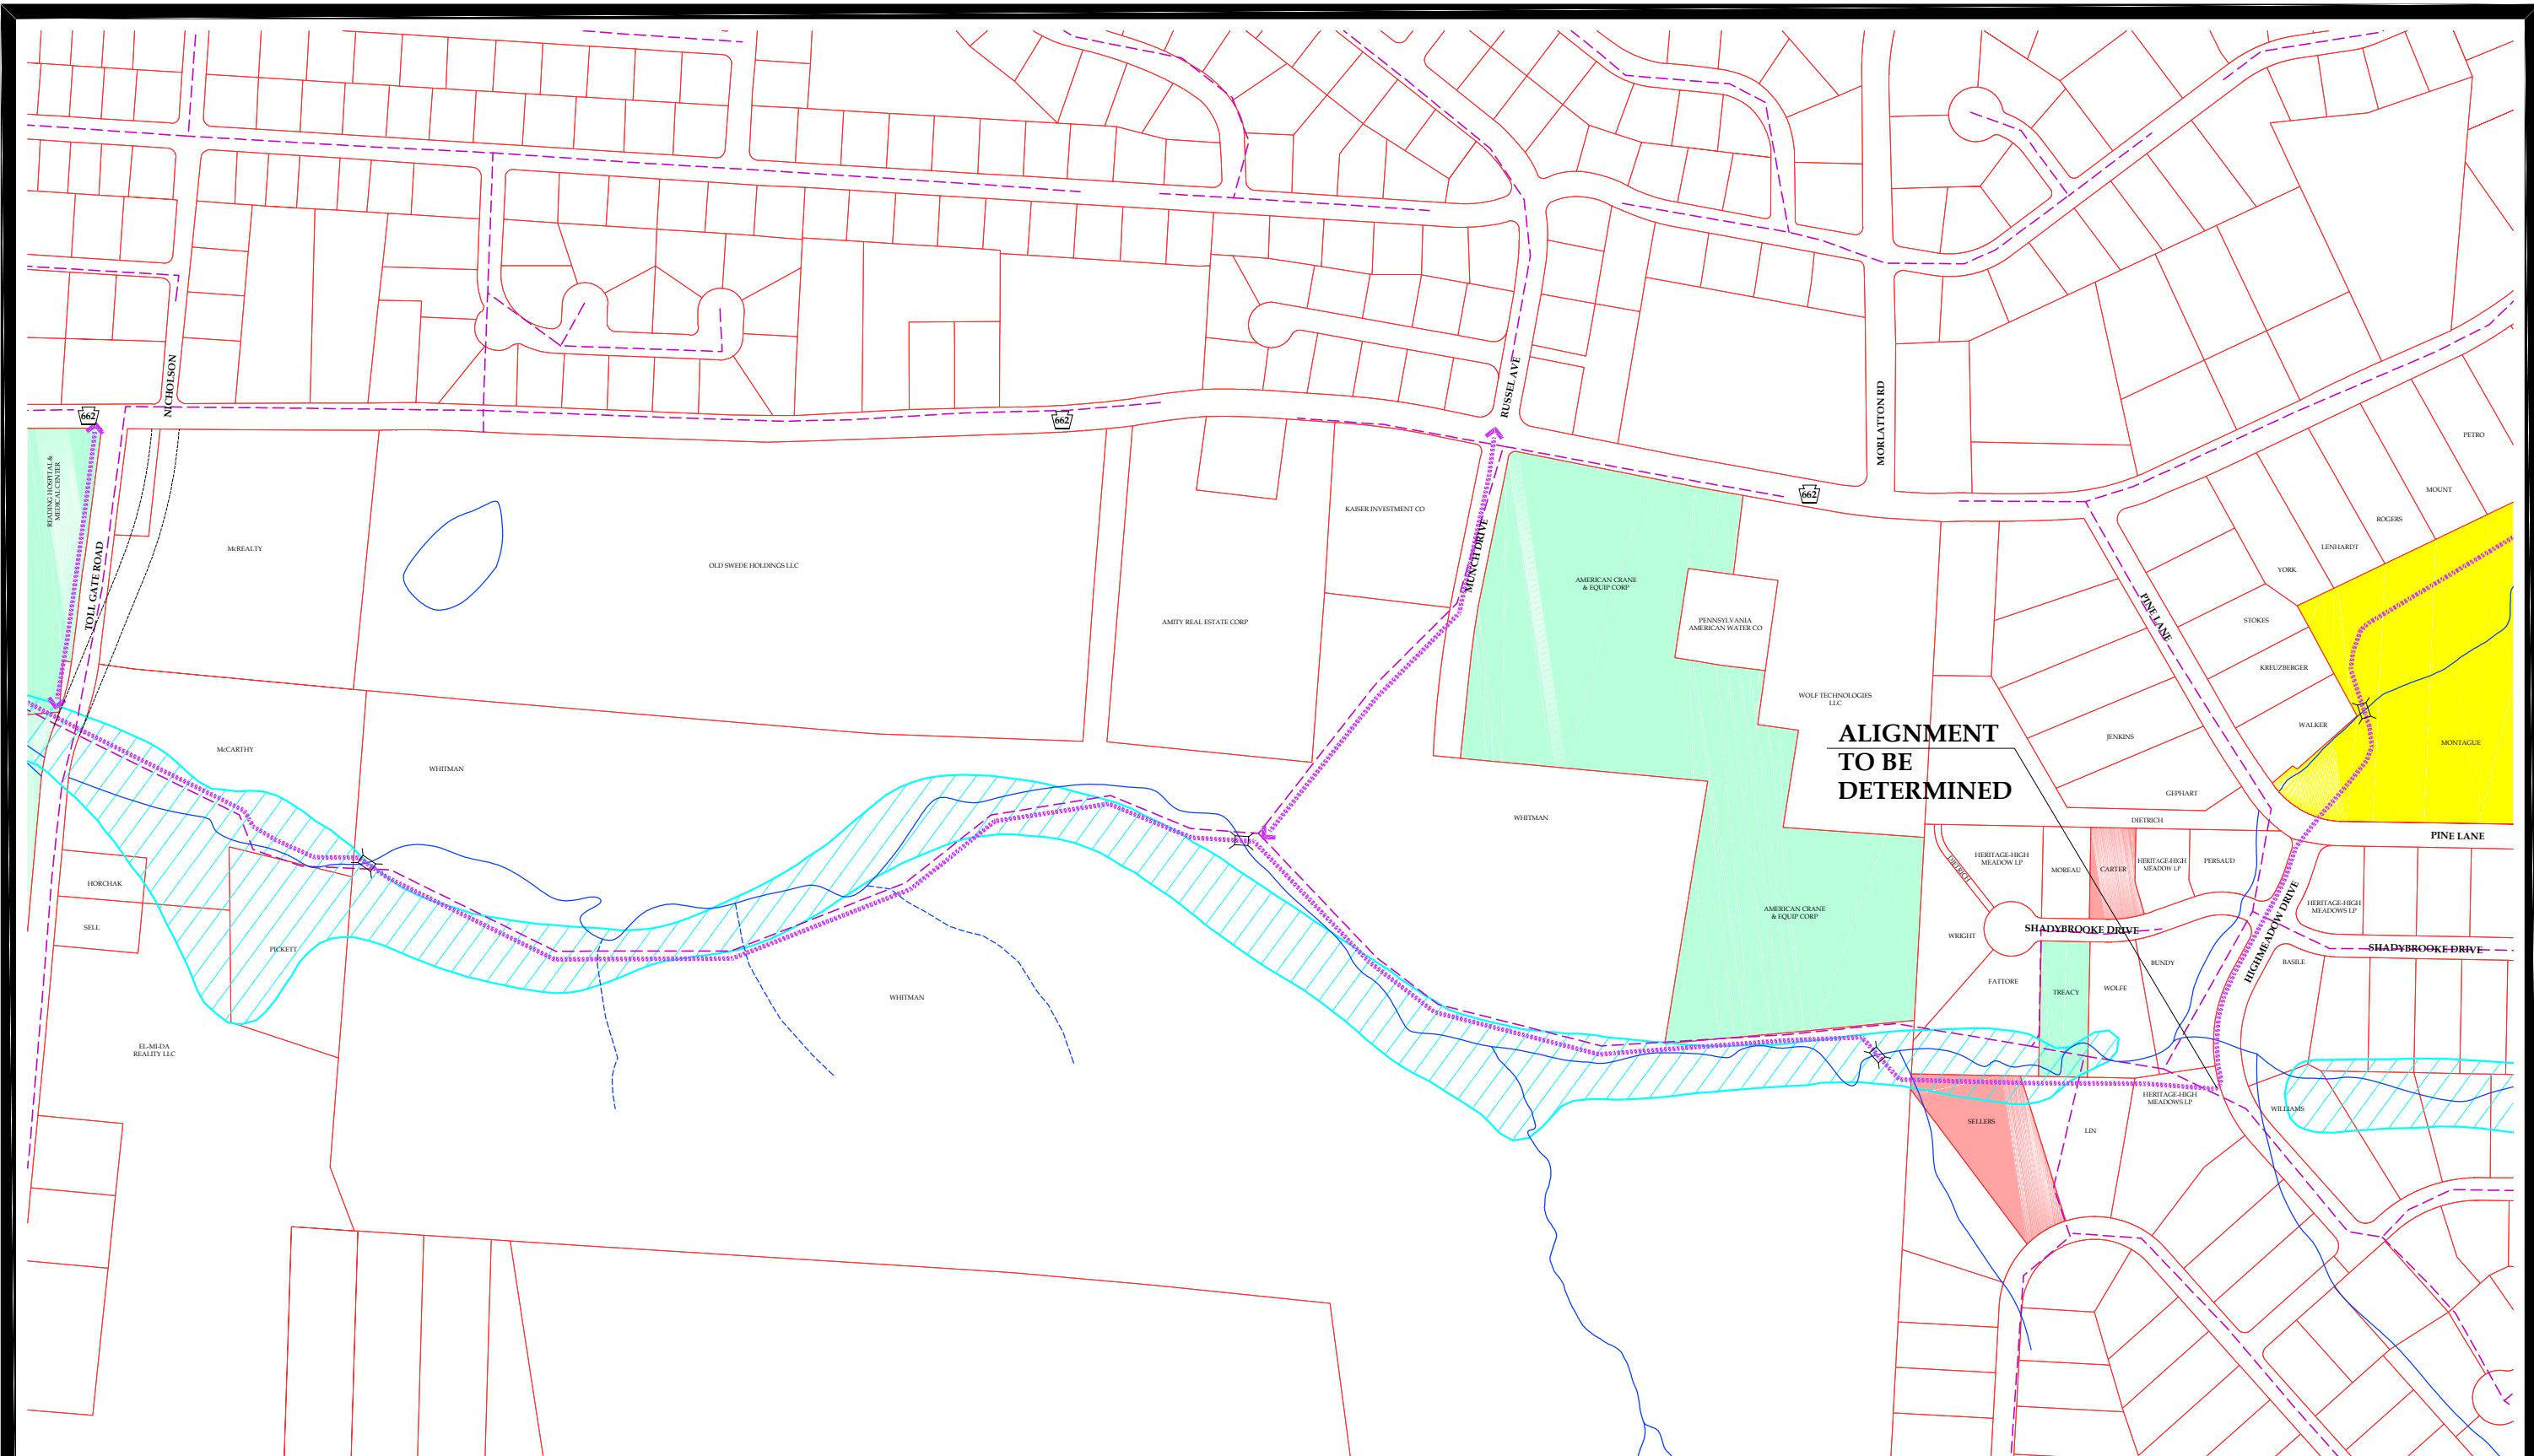 NICHOLSON
662
662
RUSSEL AVE
MORLATTON RD
662
READING HOSPITAL &
MEDICAL CENTER
TOLL GATE ROAD
McREALTY
OLD SWEDE HOLDINGS LLC
AMITY REAL ESTATE CORP
KAISER INVESTMENT CO
MUNCH DRIVE
AMERICAN CRANE
& EQUIP CORP
PENNSYLVANIA
AMERICAN WATER CO
WOLF TECHNOLOGIES
LLC
PETRO
MOUNT
ROGERS
LENHARDT
YORK
STOKES
KREUZBERGER
WALKER
MONTAGUE
PINE LANE
JENKINS
GEPHART
DIETRICH
PINE LANE
ALIGNMENT
TO BE
DETERMINED
McCARTHY
WHITMAN
WHITMAN
HORCHAK
SELL
PICKETT
WHITMAN
EL-MI-DA
REALITY LLC
AMERICAN CRANE
& EQUIP CORP
DIETRICH
HERITAGE-HIGH
MEADOW LP
MOREAU
CARTER
HERITAGE-HIGH
MEADOW LP
PERSAUD
HERITAGE-HIGH
MEADOWS LP
WRIGHT
SHADYBROOKE DRIVE
HIGHMEADOW DRIVE
SHADYBROOKE DRIVE
FATTORE
TREACY
WOLFE
BUNDY
BASILE
SELLERS
LIN
HERITAGE-HIGH
MEADOWS LP
WILLIAMS